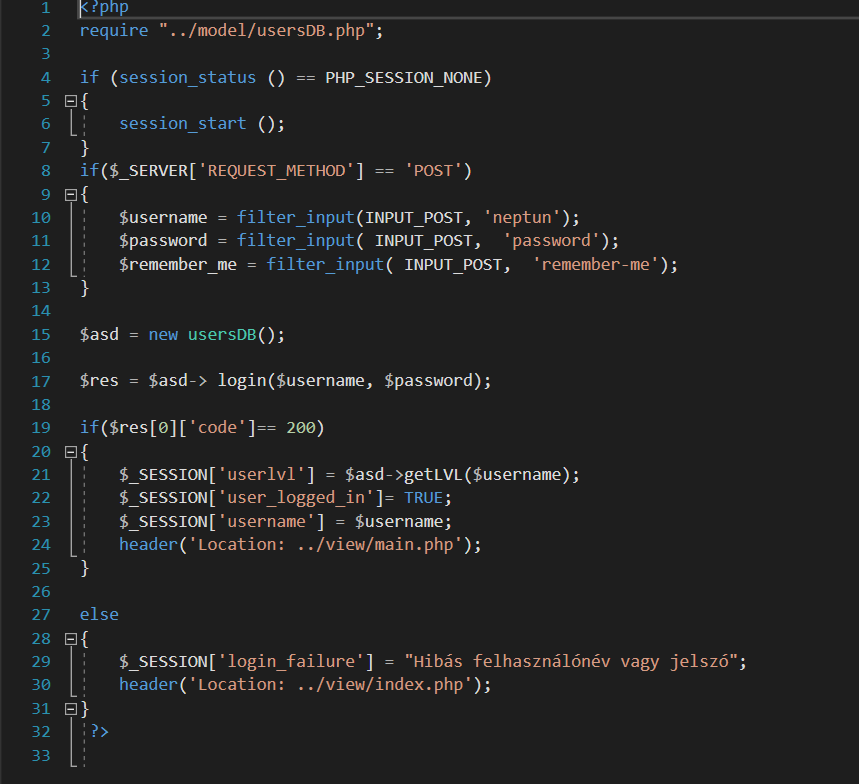 1 <?php
2 require "../model/usersDB.php";
3
4 if (session_status () == PHP_SESSION_NONE)
5 {
6     session_start ();
7 }
8 if($_SERVER['REQUEST_METHOD'] == 'POST')
9 {
10     $username = filter_input(INPUT_POST, 'neptun');
11     $password = filter_input( INPUT_POST,  'password');
12     $remember_me = filter_input( INPUT_POST,  'remember-me');
13 }
14
15 $asd = new usersDB();
16
17 $res = $asd-> login($username, $password);
18
19 if($res[0]['code']== 200)
20 {
21     $_SESSION['userlvl'] = $asd->getLVL($username);
22     $_SESSION['user_logged_in']= TRUE;
23     $_SESSION['username'] = $username;
24     header('Location: ../view/main.php');
25 }
26
27 else
28 {
29     $_SESSION['login_failure'] = "Hibás felhasználónév vagy jelszó";
30     header('Location: ../view/index.php');
31 }
32  ?>
33